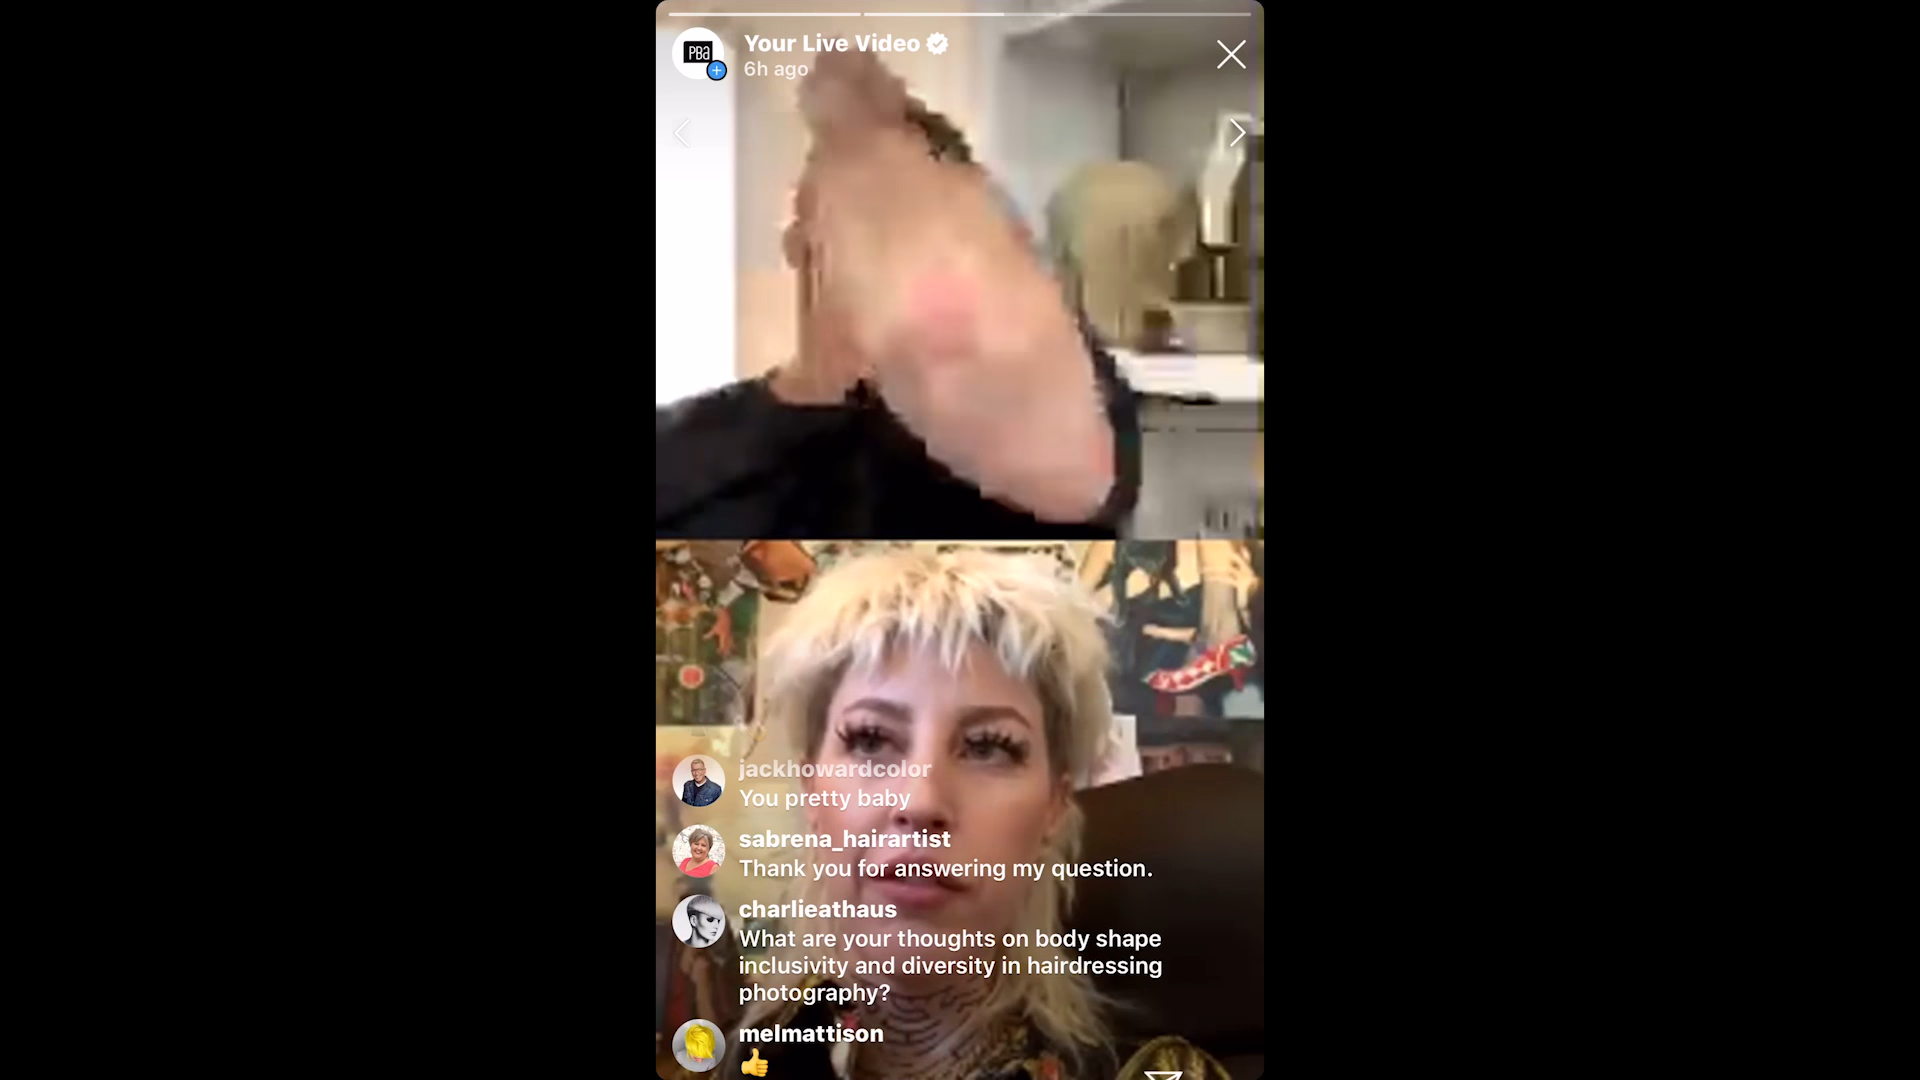 PBa
Your Live Video
6h ago
jackhowardcolor
You pretty baby
sabrena_hairartist
Thank you for answering my question.
charlieathaus
What are your thoughts on body shape
inclusivity and diversity in hairdressing
photography?
melmattison
👍